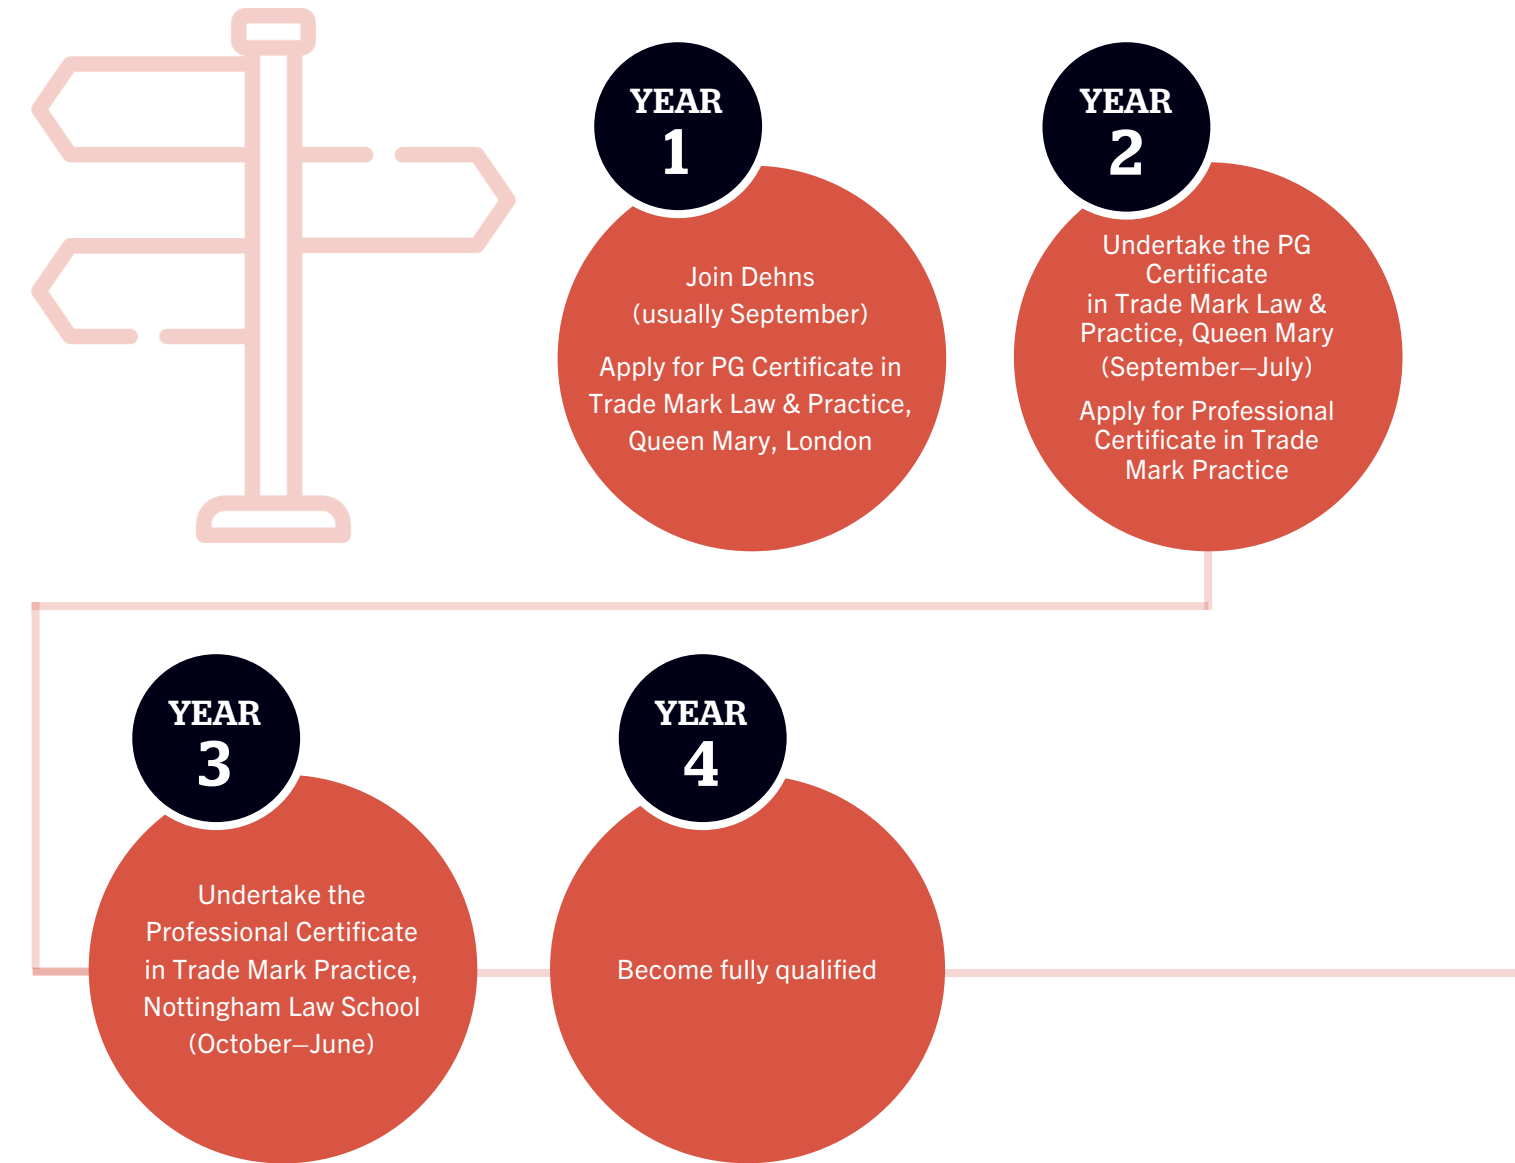 YEAR
1
Join Dehns
(usually September)
Apply for PG Certificate in
Trade Mark Law & Practice,
Queen Mary, London
YEAR
2
Undertake the PG
Certificate
in Trade Mark Law &
Practice, Queen Mary
(September–July)
Apply for Professional
Certificate in Trade
Mark Practice
YEAR
3
Undertake the
Professional Certificate
in Trade Mark Practice,
Nottingham Law School
(October–June)
YEAR
4
Become fully qualified